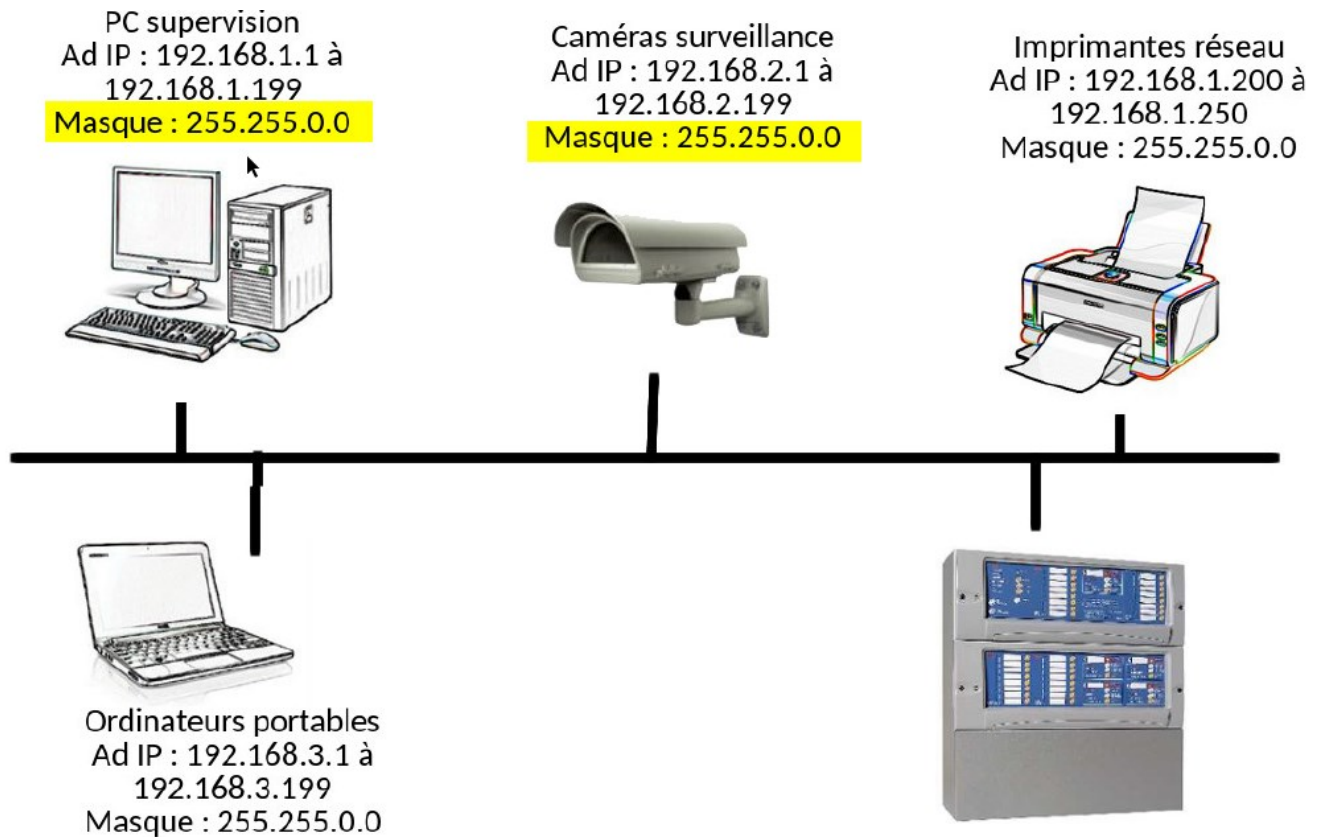 PC supervision
Ad IP : 192.168.1.1 à
192.168.1.199
Masque : 255.255.0.0
Caméras surveillance
Ad IP : 192.168.2.1 à
192.168.2.199
Masque : 255.255.0.0
Imprimantes réseau
Ad IP : 192.168.1.200 à
192.168.1.250
Masque : 255.255.0.0
Ordinateurs portables
Ad IP : 192.168.3.1 à
192.168.3.199
Masque : 255.255.0.0